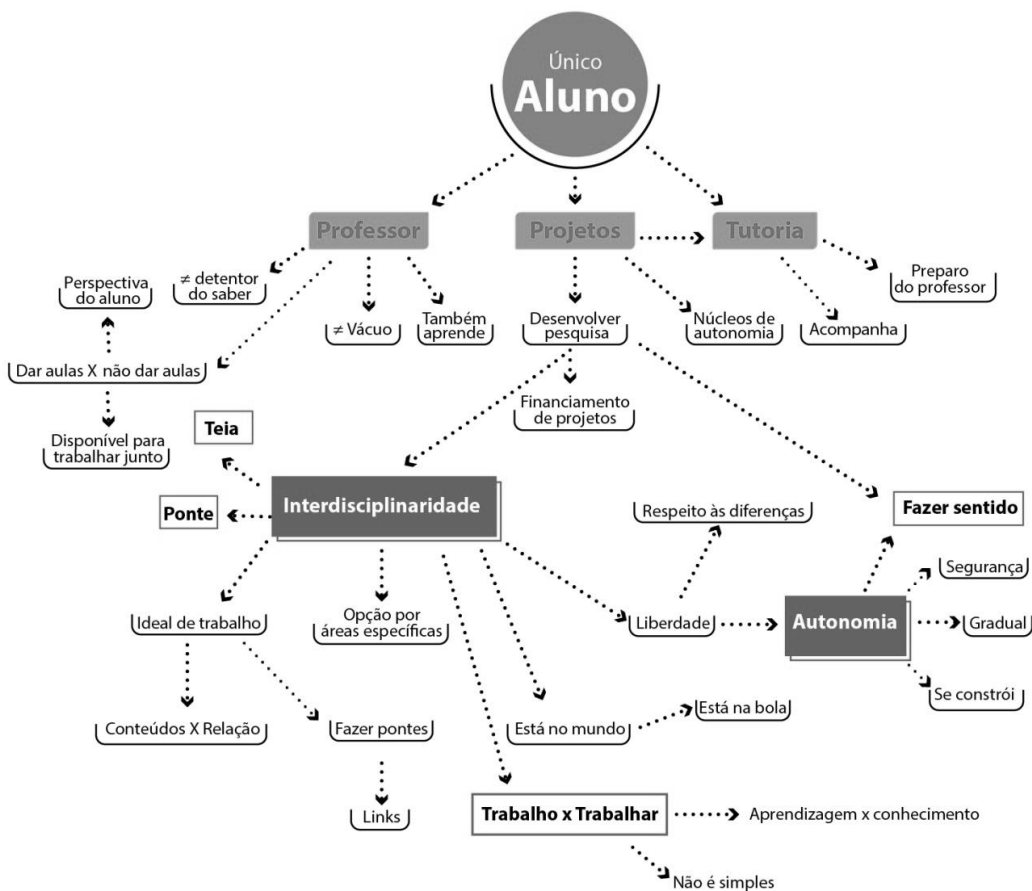 Único
Aluno
Professor
Projetos
Tutoria
Perspectiva
do aluno
≠ detentor
do saber
≠ Vácuo
Também
aprende
Desenvolver
pesquisa
Núcleos de
autonomia
Acompanha
Preparo
do professor
Dar aulas X não dar aulas
Disponível para
trabalhar junto
Financiamento
de projetos
Teia
Ponte
Interdisciplinaridade
Respeito às diferenças
Fazer sentido
Segurança
Ideal de trabalho
Opção por
áreas específicas
Liberdade
Autonomia
Gradual
Se constrói
Conteúdos X Relação
Fazer pontes
Está no mundo
Está na bola
Links
Trabalho x Trabalhar
Aprendizagem x conhecimento
Não é simples